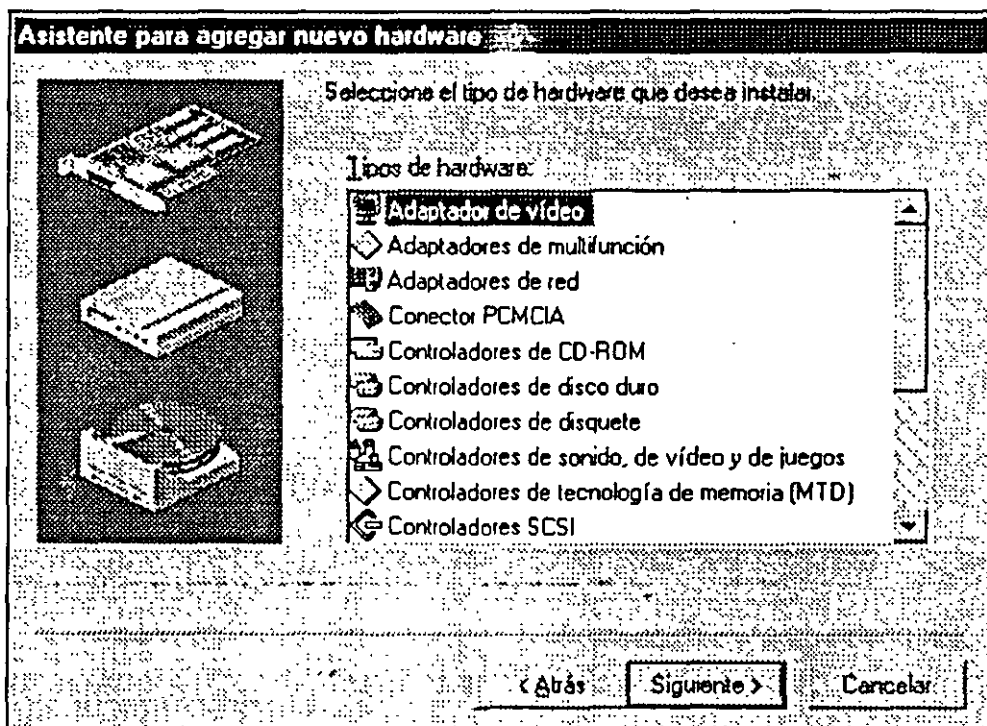 Asistente para agregar nuevo hardware
Seleccione el tipo de hardware que desea instalar.
Tipos de hardware:
Adaptador de vídeo
Adaptadores de multifunción
Adaptadores de red
Conector PCMCIA
Controladores de CD-ROM
Controladores de disco duro
Controladores de disquete
Controladores de sonido, de vídeo y de juegos
Controladores de tecnología de memoria (MTD)
Controladores SCSI
< Atrás
Siguiente >
Cancelar